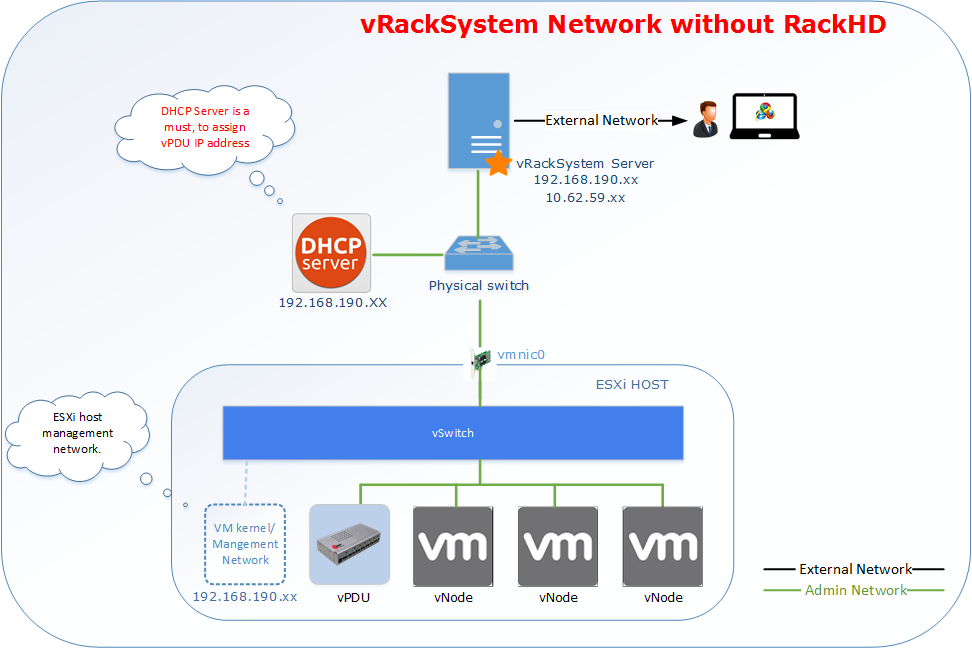 vRackSystem Network without RackHD
DHCP Server is a
must, to assign
vPDU IP address
External Network
vRackSystem Server
192.168.190.xx
10.62.59.xx
DHCP
server
192.168.190.XX
Physical switch
vmnic0
ESXi HOST
ESXi host
management
network.
vSwitch
VM kernel/
Mangement
Network
192.168.190.xx
vPDU
vm
vNode
vm
vNode
vm
vNode
External Network
Admin Network